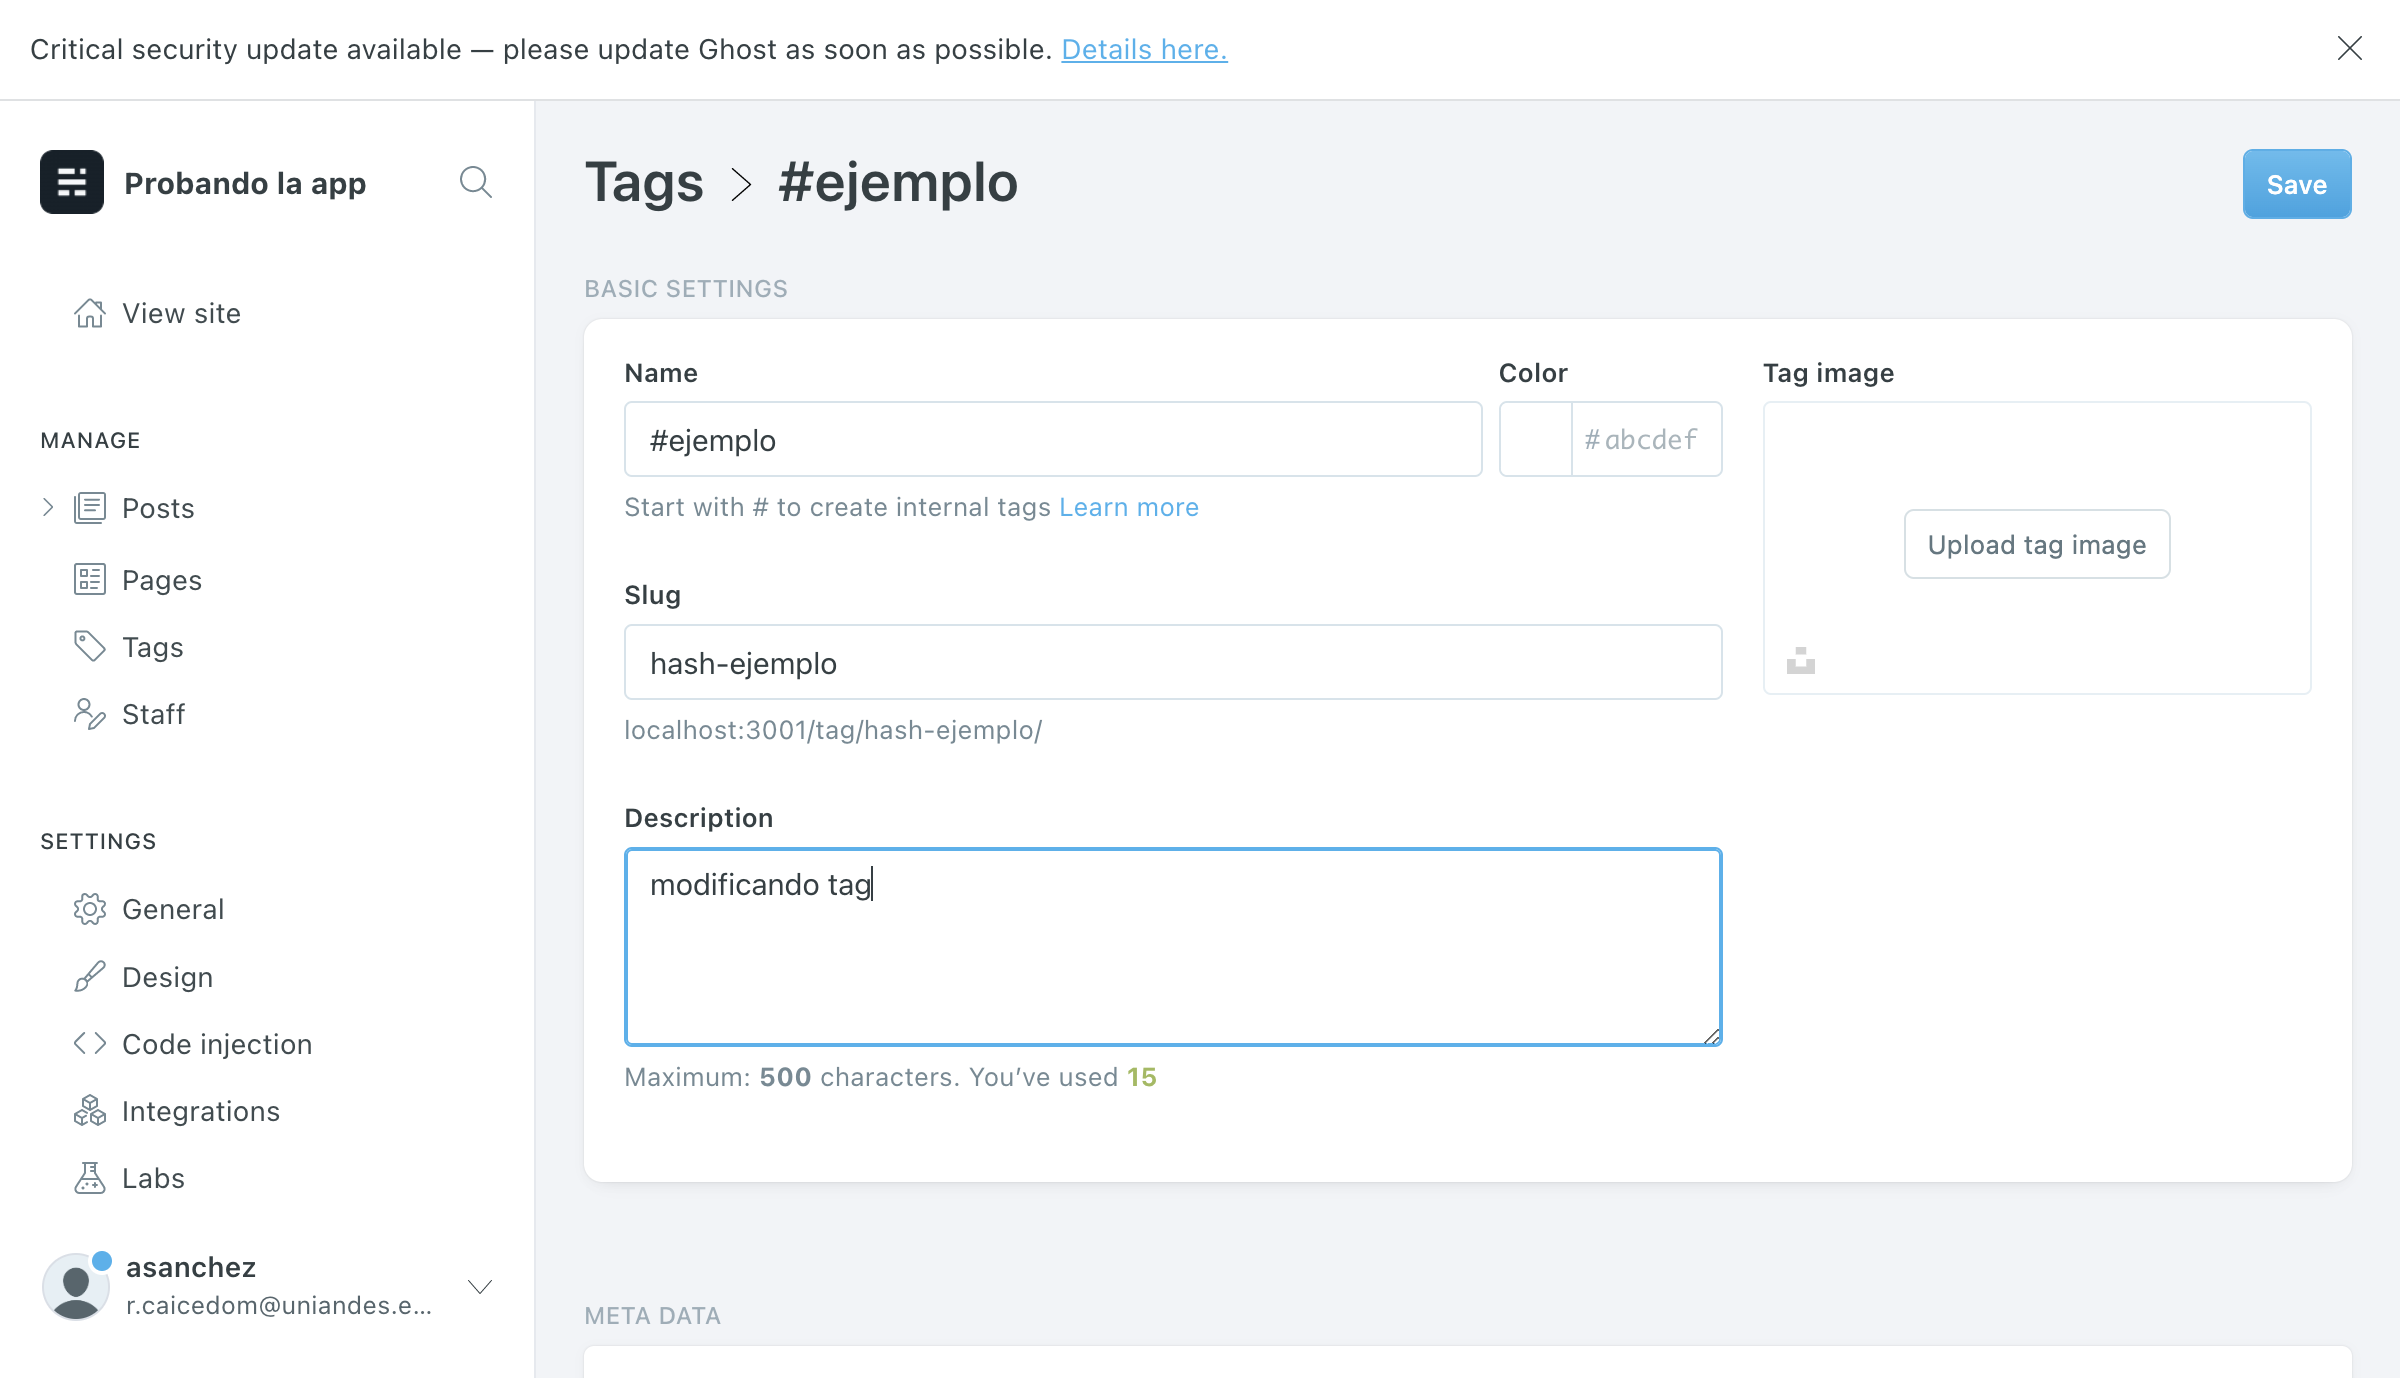 Critical security update available — please update Ghost as soon as possible. Details here.
Probando la app
View site
MANAGE
Posts
Pages
Tags
Staff
SETTINGS
General
Design
Code injection
Integrations
Labs
asanchez
r.caicedom@uniandes.e...
Tags > #ejemplo
Save
BASIC SETTINGS
Name
#ejemplo
Start with # to create internal tags Learn more
Color
#abcdef
Tag image
Upload tag image
Slug
hash-ejemplo
localhost:3001/tag/hash-ejemplo/
Description
modificando tag
Maximum: 500 characters. You’ve used 15
META DATA